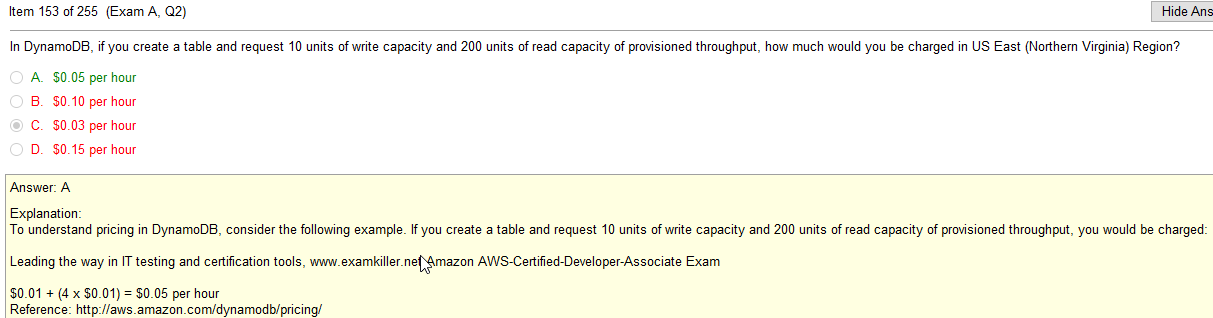 Item 153 of 255  (Exam A, Q2)
Hide Ans
In DynamoDB, if you create a table and request 10 units of write capacity and 200 units of read capacity of provisioned throughput, how much would you be charged in US East (Northern Virginia) Region?
A. $0.05 per hour
B. $0.10 per hour
C. $0.03 per hour
D. $0.15 per hour
Answer: A
Explanation:
To understand pricing in DynamoDB, consider the following example. If you create a table and request 10 units of write capacity and 200 units of read capacity of provisioned throughput, you would be charged:
Leading the way in IT testing and certification tools, www.examkiller.net Amazon AWS-Certified-Developer-Associate Exam
$0.01 + (4 x $0.01) = $0.05 per hour
Reference: http://aws.amazon.com/dynamodb/pricing/